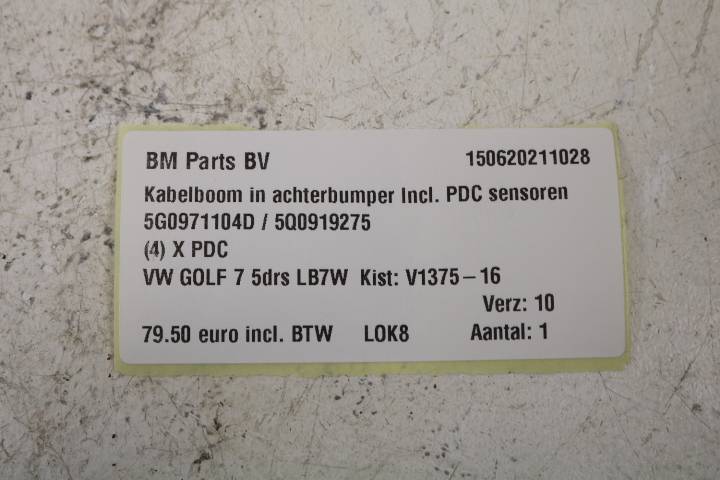 BM Parts BV 150620211028
Kabelboom in achterbumper Incl. PDC sensoren
5G0971104D / 5Q0919275
(4) X PDC
VW GOLF 7 5drs LB7W Kist: V1375-16
Verz: 10
79.50 euro incl. BTW LOK8 Aantal: 1